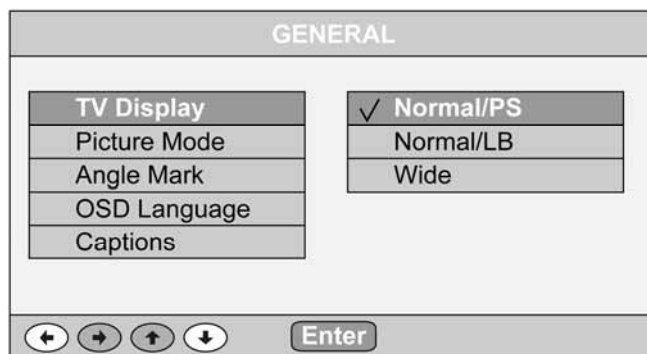 GENERAL
TV Display
Picture Mode
Angle Mark
OSD Language
Captions
✓ Normal/PS
Normal/LB
Wide
Enter